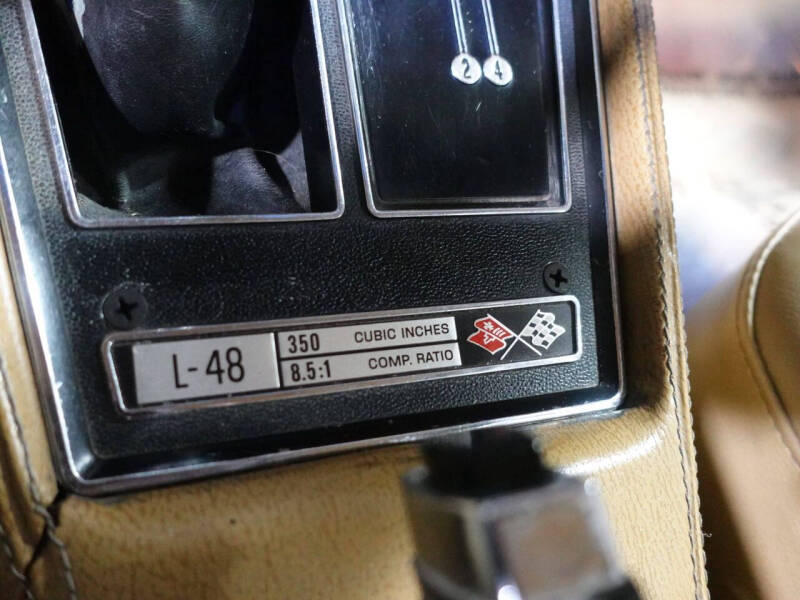 2 4
L-48
350 CUBIC INCHES
8.5:1 COMP. RATIO